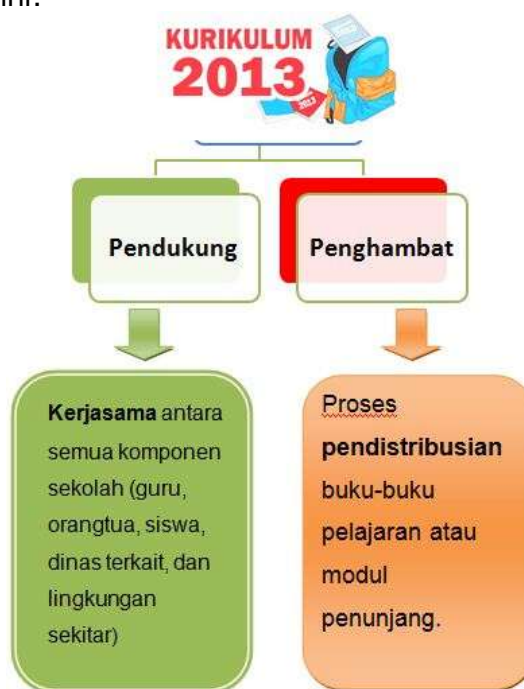 KURIKULUM
2013
2013
Pendukung
Penghambat
Kerjasama antara
semua komponen
sekolah (guru,
orangtua, siswa,
dinas terkait, dan
lingkungan
sekitar)
Proses
pendistribusian
buku-buku
pelajaran atau
modul
penunjang.